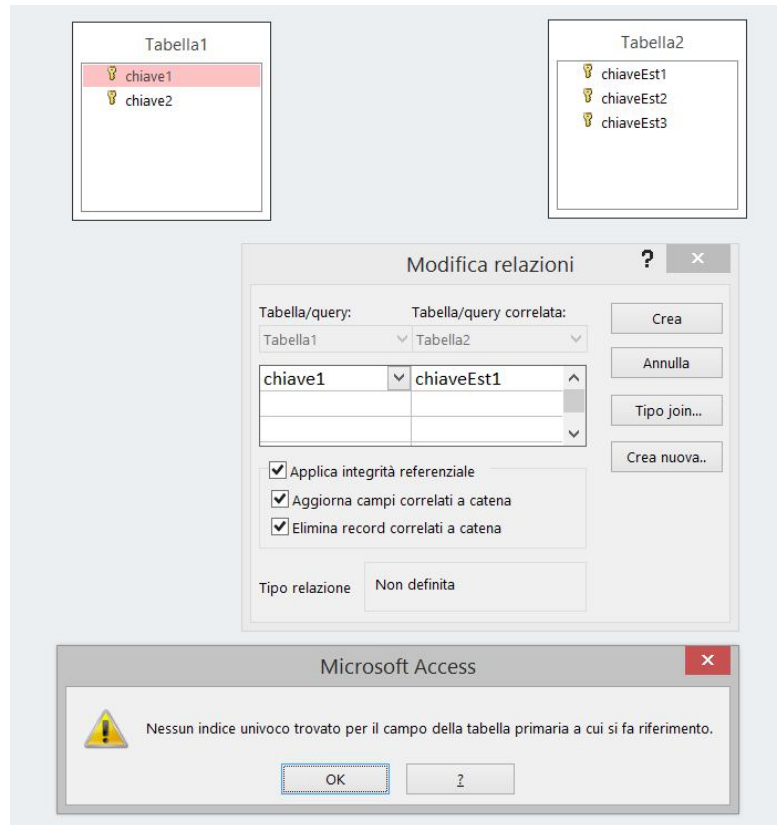 Tabella1
chiave1
chiave2
Tabella2
chiaveEst1
chiaveEst2
chiaveEst3
Modifica relazioni ? ×
Tabella/query: Tabella/query correlata:
Tabella1 Tabella2
chiave1 chiaveEst1
Crea
Annulla
Tipo join...
Crea nuova..
Applica integrità referenziale
Aggiorna campi correlati a catena
Elimina record correlati a catena
Tipo relazione Non definita
Microsoft Access ×
Nessun indice univoco trovato per il campo della tabella primaria a cui si fa riferimento.
OK ?